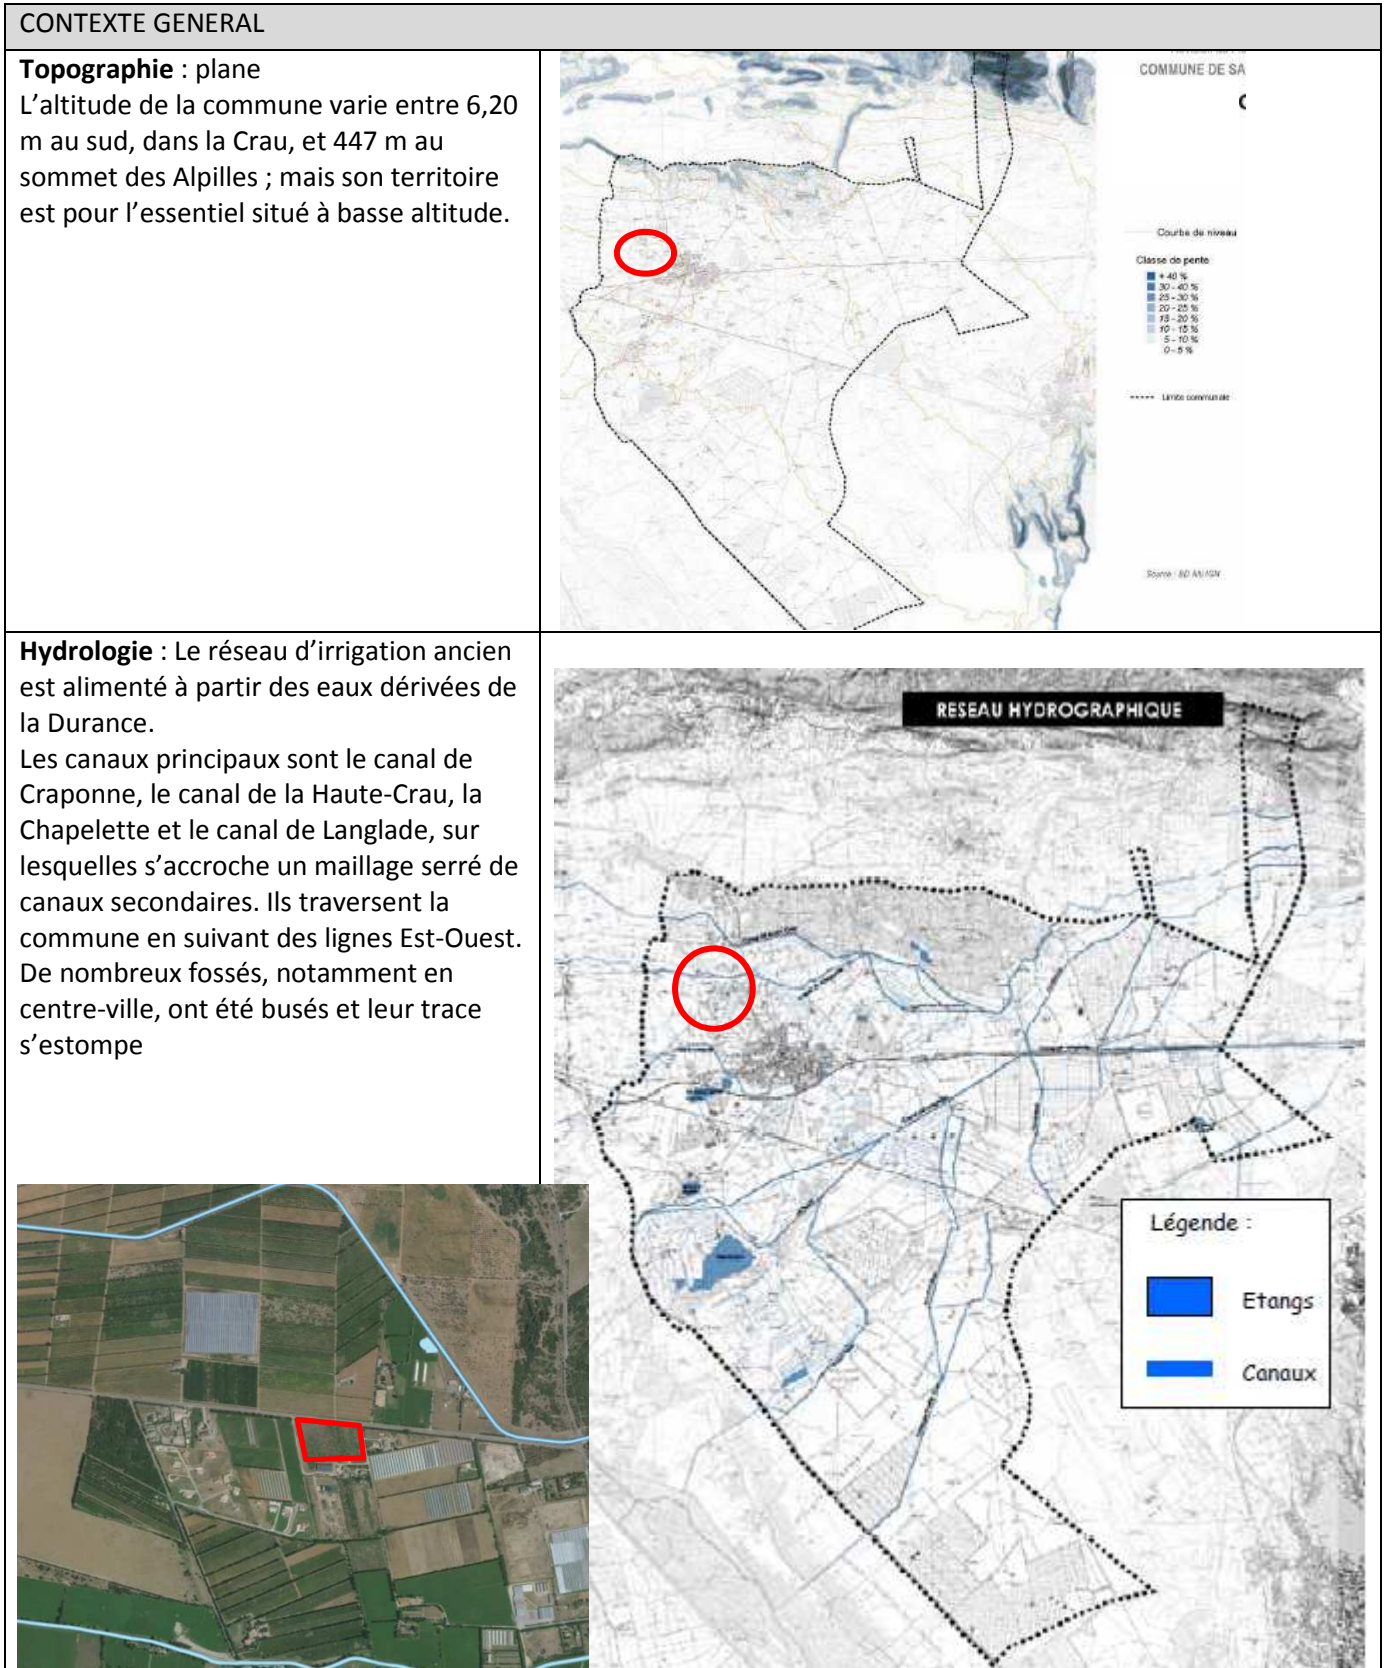 CONTEXTE GENERAL
Topographie : plane
L’altitude de la commune varie entre 6,20
m au sud, dans la Crau, et 447 m au
sommet des Alpilles ; mais son territoire
est pour l’essentiel situé à basse altitude.
COMMUNE DE SA
Courbe de niveau
Classe de pente
+ 40 %
30 - 40 %
25 - 30 %
20 - 25 %
15 - 20 %
10 - 15 %
5 - 10 %
0 - 5 %
Limite communale
Hydrologie : Le réseau d’irrigation ancien
est alimenté à partir des eaux dérivées de
la Durance.
Les canaux principaux sont le canal de
Craponne, le canal de la Haute-Crau, la
Chapelette et le canal de Langlade, sur
lesquelles s’accroche un maillage serré de
canaux secondaires. Ils traversent la
commune en suivant des lignes Est-Ouest.
De nombreux fossés, notamment en
centre-ville, ont été busés et leur trace
s’estompe
RESEAU HYDROGRAPHIQUE
Légende :
Etangs
Canaux